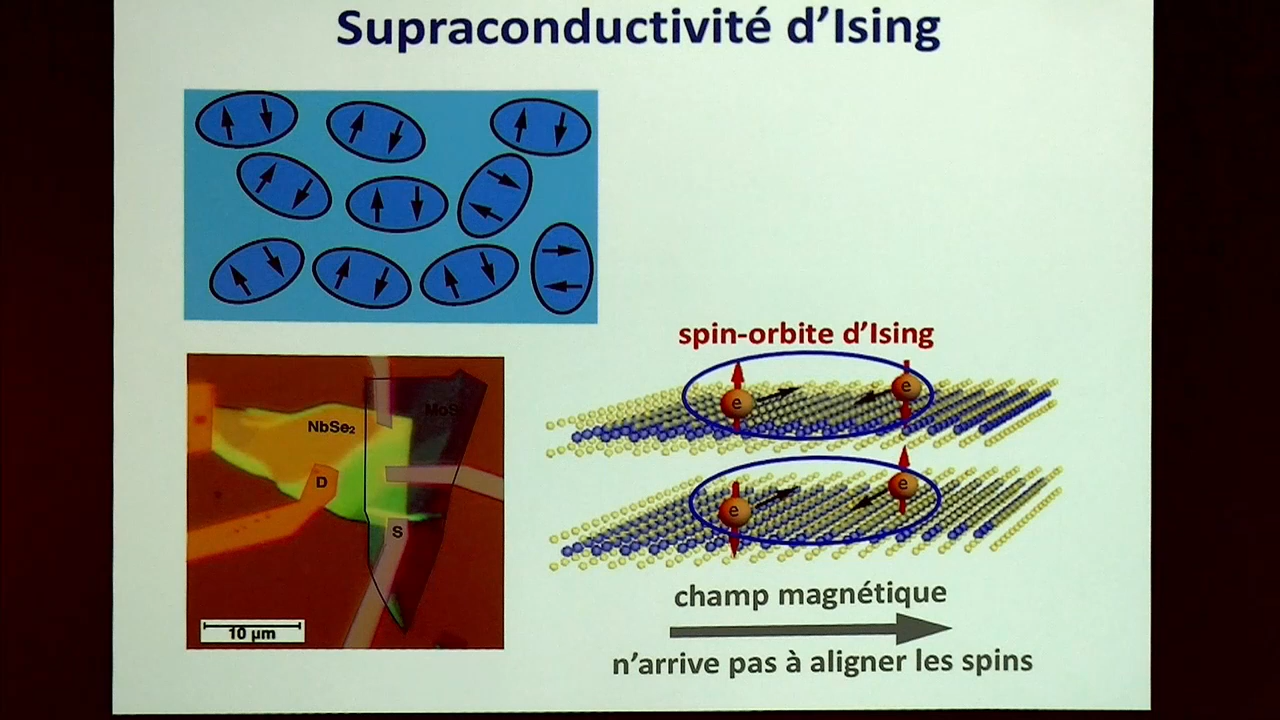 Supraconductivité d'Ising
NbSe₂
MoS
D
S
10 µm
spin-orbite d'Ising
e
e
e
e
champ magnétique
n'arrive pas à aligner les spins